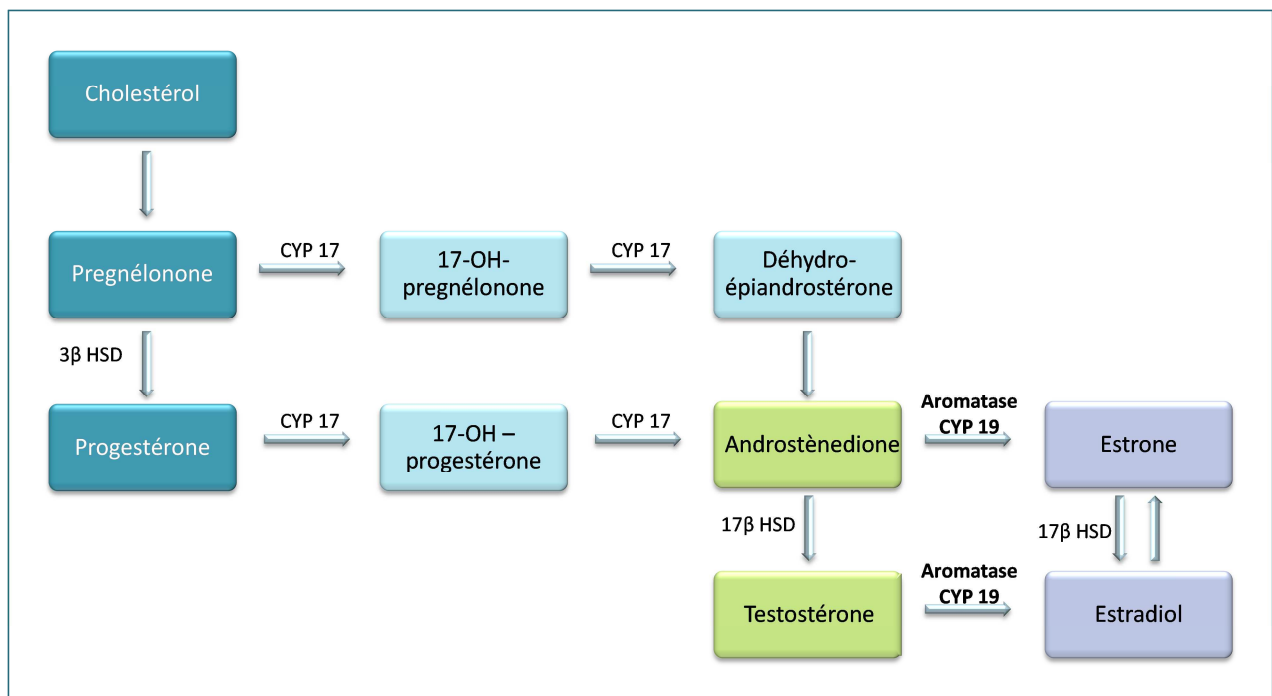 Cholestérol
Pregnélonone
CYP 17
17-OH-
pregnélonone
CYP 17
Déhydro-
épiandrostérone
3β HSD
Progestérone
CYP 17
17-OH –
progestérone
CYP 17
Androstènedione
Aromatase
CYP 19
Estrone
17β HSD
17β HSD
Testostérone
Aromatase
CYP 19
Estradiol